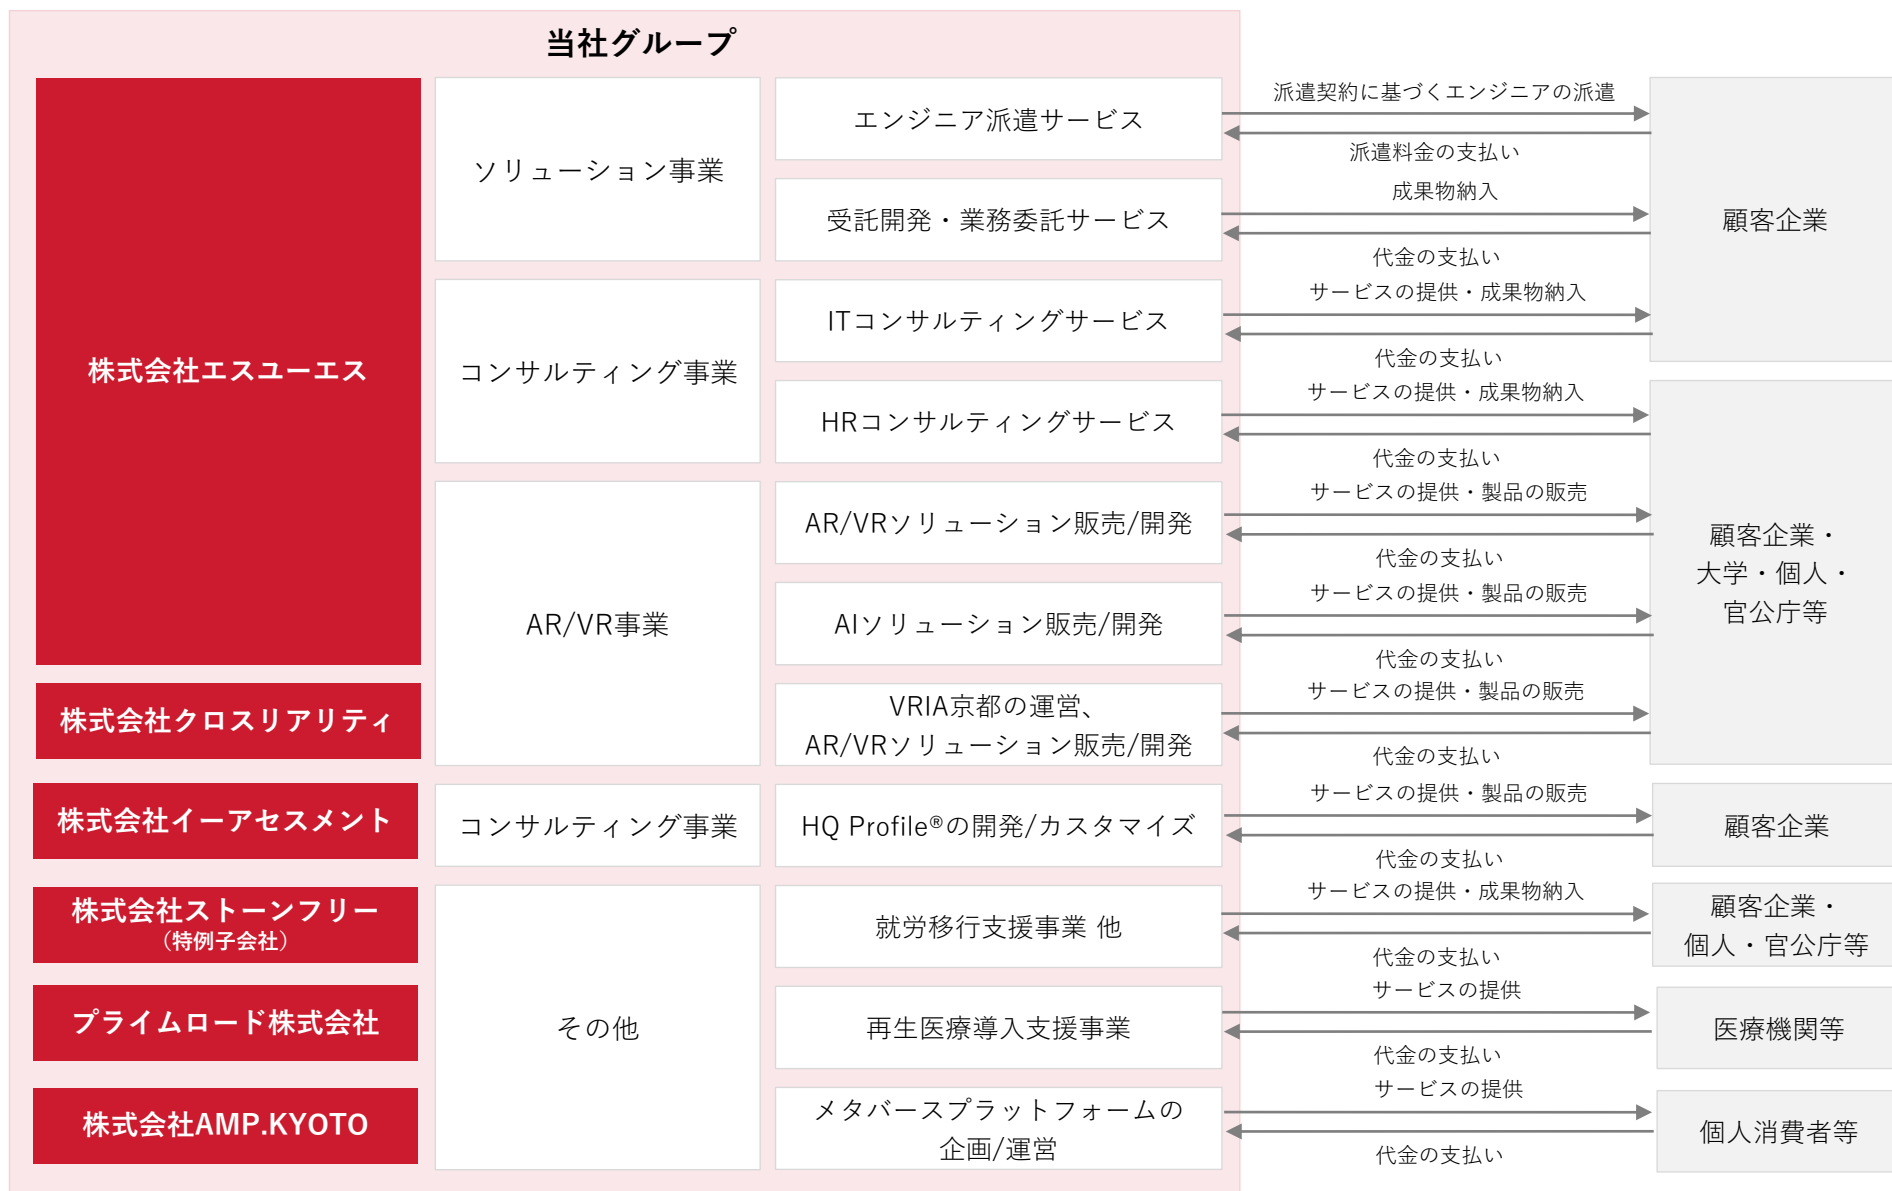 当社グループ
株式会社エスユーエス
ソリューション事業
エンジニア派遣サービス
派遣契約に基づくエンジニアの派遣
派遣料金の支払い
受託開発・業務委託サービス
成果物納入
代金の支払い
顧客企業
コンサルティング事業
ITコンサルティングサービス
サービスの提供・成果物納入
代金の支払い
HRコンサルティングサービス
サービスの提供・成果物納入
代金の支払い
AR/VR事業
AR/VRソリューション販売/開発
サービスの提供・製品の販売
代金の支払い
顧客企業・
大学・個人・
官公庁等
AIソリューション販売/開発
サービスの提供・製品の販売
代金の支払い
株式会社クロスリアリティ
VRIA京都の運営、
AR/VRソリューション販売/開発
サービスの提供・製品の販売
代金の支払い
株式会社イーアセスメント
コンサルティング事業
HQ Profile®の開発/カスタマイズ
サービスの提供・製品の販売
代金の支払い
顧客企業
株式会社ストーンフリー
（特例子会社）
その他
就労移行支援事業 他
サービスの提供・成果物納入
代金の支払い
顧客企業・
個人・官公庁等
プライムロード株式会社
再生医療導入支援事業
サービスの提供
代金の支払い
医療機関等
株式会社AMP.KYOTO
メタバースプラットフォームの
企画/運営
サービスの提供
代金の支払い
個人消費者等